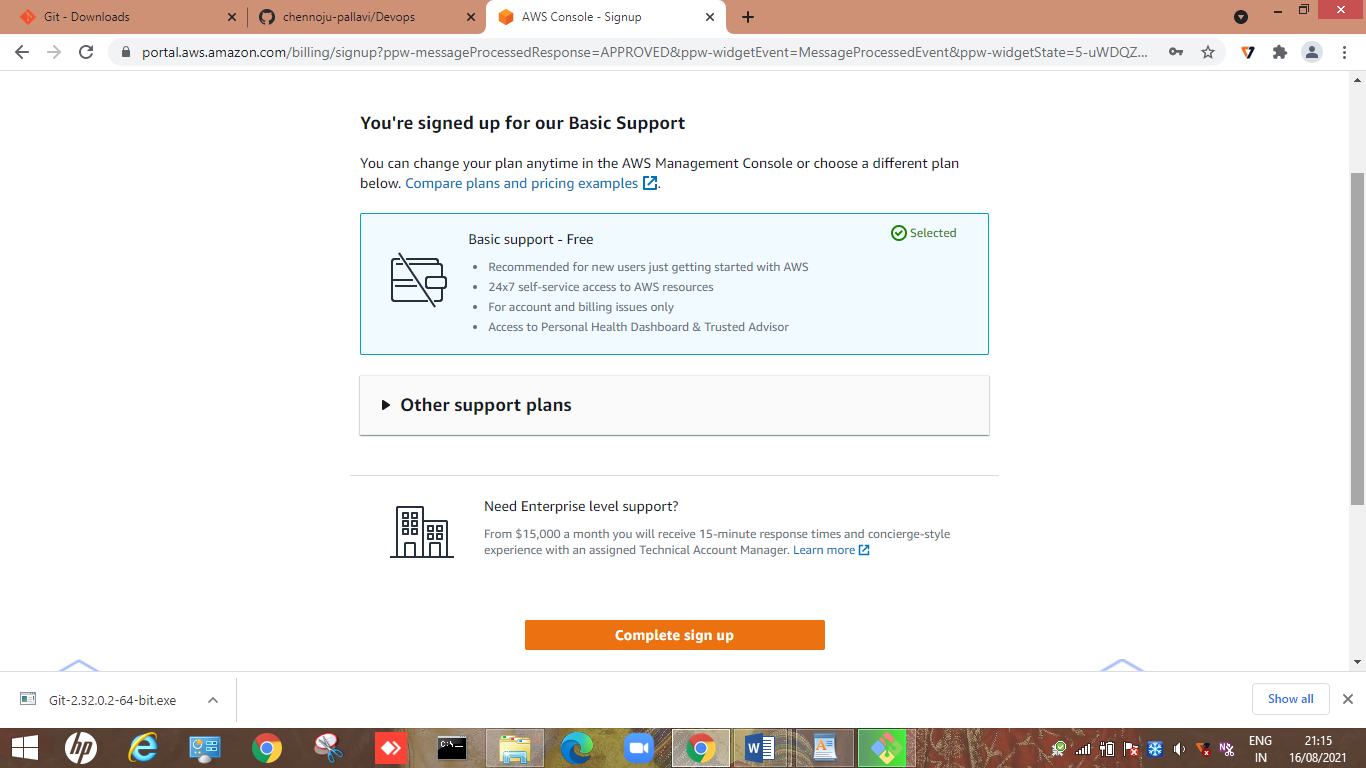 Git - Downloads
chennoju-pallavi/Devops
AWS Console - Signup
portal.aws.amazon.com/billing/signup?ppw-messageProcessedResponse=APPROVED&ppw-widgetEvent=MessageProcessedEvent&ppw-widgetState=5-uWDQZ...
You're signed up for our Basic Support
You can change your plan anytime in the AWS Management Console or choose a different plan
below. Compare plans and pricing examples.
Basic support - Free
Selected
Recommended for new users just getting started with AWS
24x7 self-service access to AWS resources
For account and billing issues only
Access to Personal Health Dashboard & Trusted Advisor
Other support plans
Need Enterprise level support?
From $15,000 a month you will receive 15-minute response times and concierge-style
experience with an assigned Technical Account Manager. Learn more
Complete sign up
Git-2.32.0.2-64-bit.exe
Show all
ENG
IN
21:15
16/08/2021